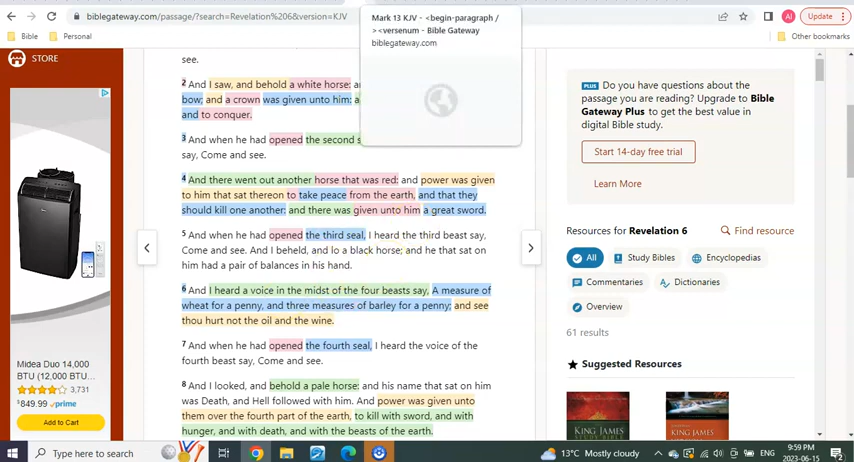 biblegateway.com/passage/?search=Revelation%206&version=KJV
Update
Bible
Personal
Other bookmarks
Mark 13 KJV - <begin-paragraph /
><versenum - Bible Gateway
biblegateway.com
STORE
see.
2 And I saw, and behold a white horse:
bow; and a crown was given unto him:
and to conquer.
3 And when he had opened the second s
say, Come and see.
4 And there went out another horse that was red: and power was given
to him that sat thereon to take peace from the earth, and that they
should kill one another: and there was given unto him a great sword.
5 And when he had opened the third seal, I heard the third beast say,
Come and see. And I beheld, and lo a black horse; and he that sat on
him had a pair of balances in his hand.
6 And I heard a voice in the midst of the four beasts say, A measure of
wheat for a penny, and three measures of barley for a penny; and see
thou hurt not the oil and the wine.
7 And when he had opened the fourth seal, I heard the voice of the
fourth beast say, Come and see.
8 And I looked, and behold a pale horse: and his name that sat on him
was Death, and Hell followed with him. And power was given unto
them over the fourth part of the earth, to kill with sword, and with
hunger, and with death, and with the beasts of the earth.
Midea Duo 14,000
BTU (12,000 BTU...
3,731
$849.99 prime
Add to Cart
PLUS Do you have questions about the
passage you are reading? Upgrade to Bible
Gateway Plus to get the best value in
digital Bible study.
Start 14-day free trial
Learn More
Resources for Revelation 6
Find resource
All
Study Bibles
Encyclopedias
Commentaries
Dictionaries
Overview
61 results
Suggested Resources
KING JAMES
KING JAMES
Type here to search
13°C Mostly cloudy
ENG
9:59 PM
2023-06-15
2